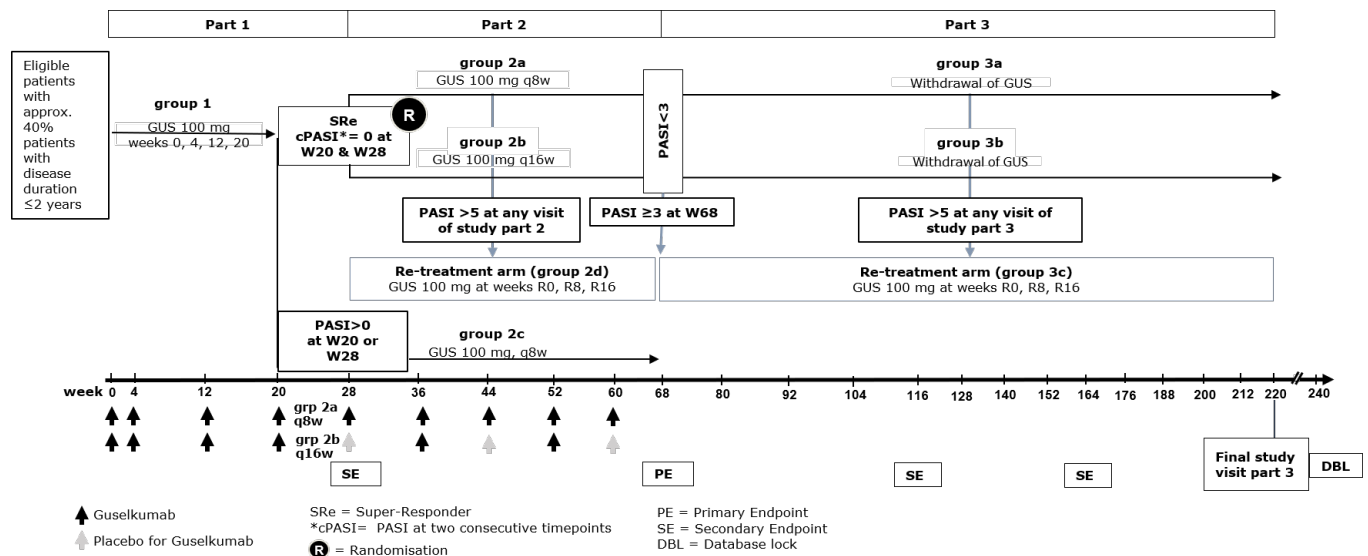 Part 1
Part 2
Part 3
Eligible
patients
with
approx.
40%
patients
with
disease
duration
≤2 years
group 1
GUS 100 mg
weeks 0, 4, 12, 20
SRe
cPASI*= 0 at
W20 & W28
R
group 2a
GUS 100 mg q8w
group 2b
GUS 100 mg q16w
PASI<3
group 3a
Withdrawal of GUS
group 3b
Withdrawal of GUS
PASI >5 at any visit
of study part 2
PASI ≥3 at W68
PASI >5 at any visit of
study part 3
Re-treatment arm (group 2d)
GUS 100 mg at weeks R0, R8, R16
Re-treatment arm (group 3c)
GUS 100 mg at weeks R0, R8, R16
PASI>0
at W20 or
W28
group 2c
GUS 100 mg, q8w
week 0 4 12 20 28 36 44 52 60 68 80 92 104 116 128 140 152 164 176 188 200 212 220 240
grp 2a
q8w
grp 2b
q16w
SE
PE
SE
SE
Final study
visit part 3
DBL
Guselkumab
Placebo for Guselkumab
SRe = Super-Responder
*cPASI= PASI at two consecutive timepoints
R = Randomisation
PE = Primary Endpoint
SE = Secondary Endpoint
DBL = Database lock